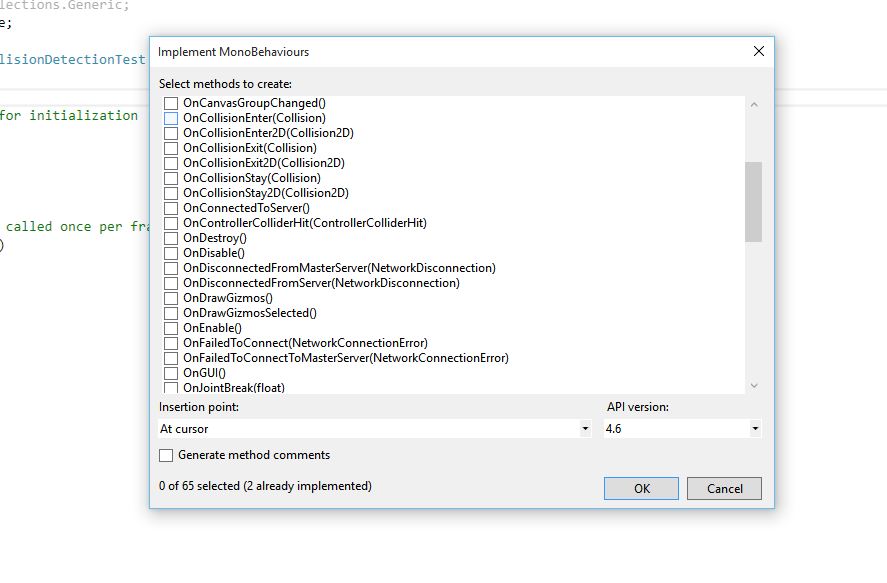 lections.Generic;
e;
lisionDetectionTest
for initialization
called once per fra
)
Implement MonoBehaviours
Select methods to create:
OnCanvasGroupChanged()
OnCollisionEnter(Collision)
OnCollisionEnter2D(Collision2D)
OnCollisionExit(Collision)
OnCollisionExit2D(Collision2D)
OnCollisionStay(Collision)
OnCollisionStay2D(Collision2D)
OnConnectedToServer()
OnControllerColliderHit(ControllerColliderHit)
OnDestroy()
OnDisable()
OnDisconnectedFromMasterServer(NetworkDisconnection)
OnDisconnectedFromServer(NetworkDisconnection)
OnDrawGizmos()
OnDrawGizmosSelected()
OnEnable()
OnFailedToConnect(NetworkConnectionError)
OnFailedToConnectToMasterServer(NetworkConnectionError)
OnGUI()
OnJointBreak(float)
Insertion point: API version:
At cursor 4.6
Generate method comments
0 of 65 selected (2 already implemented) OK Cancel